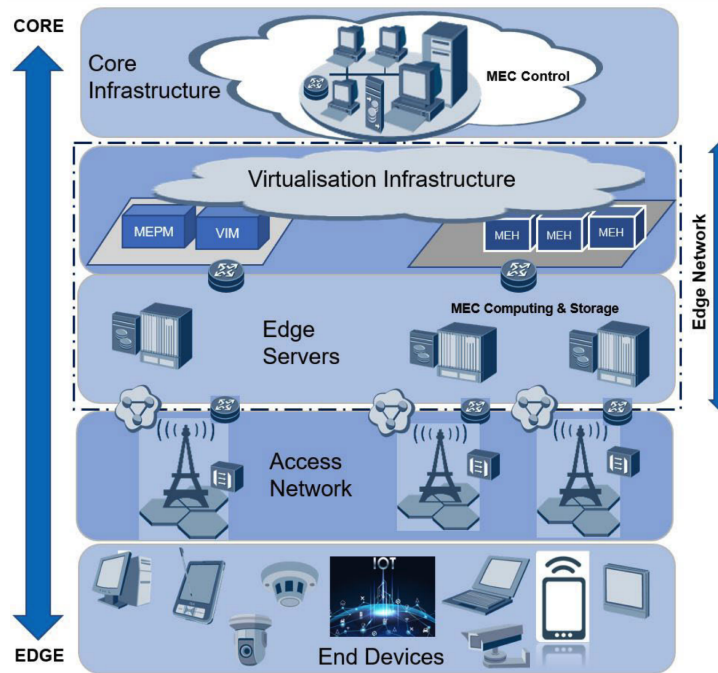 CORE
Core
Infrastructure
MEC Control
Virtualisation Infrastructure
MEPM
VIM
MEH
MEH
MEH
Edge Network
MEC Computing & Storage
Edge
Servers
Access
Network
IOT
End Devices
EDGE